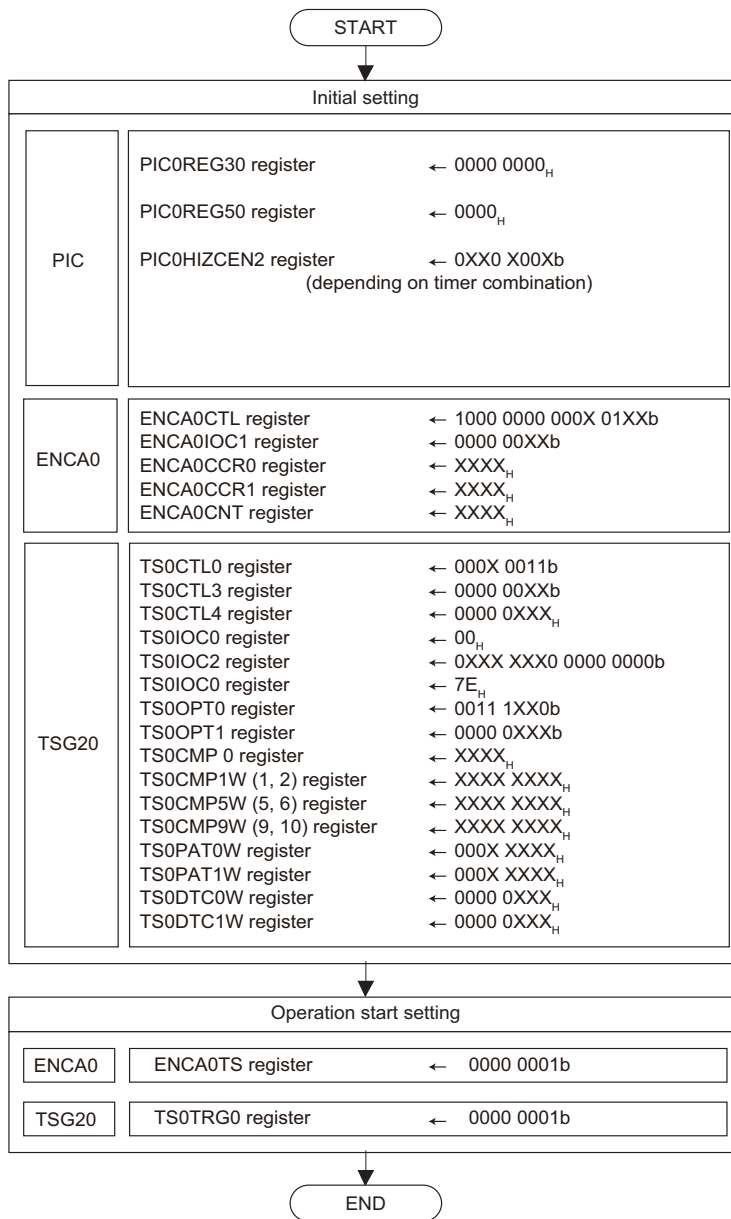 START
Initial setting
PIC
PIC0REG30 register ← 0000 0000H
PIC0REG50 register ← 0000H
PIC0HIZCEN2 register ← 0XX0 X00Xb
(depending on timer combination)
ENCA0
ENCA0CTL register ← 1000 0000 000X 01XXb
ENCA0IOC1 register ← 0000 00XXb
ENCA0CCR0 register ← XXXXH
ENCA0CCR1 register ← XXXXH
ENCA0CNT register ← XXXXH
TSG20
TS0CTL0 register ← 000X 0011b
TS0CTL3 register ← 0000 00XXb
TS0CTL4 register ← 0000 0XXXH
TS0IOC0 register ← 00H
TS0IOC2 register ← 0XXX XXX0 0000 0000b
TS0IOC0 register ← 7EH
TS0OPT0 register ← 0011 1XX0b
TS0OPT1 register ← 0000 0XXXb
TS0CMP 0 register ← XXXXH
TS0CMP1W (1, 2) register ← XXXX XXXXH
TS0CMP5W (5, 6) register ← XXXX XXXXH
TS0CMP9W (9, 10) register ← XXXX XXXXH
TS0PAT0W register ← 000X XXXXH
TS0PAT1W register ← 000X XXXXH
TS0DTC0W register ← 0000 0XXXH
TS0DTC1W register ← 0000 0XXXH
Operation start setting
ENCA0 ENCA0TS register ← 0000 0001b
TSG20 TS0TRG0 register ← 0000 0001b
END